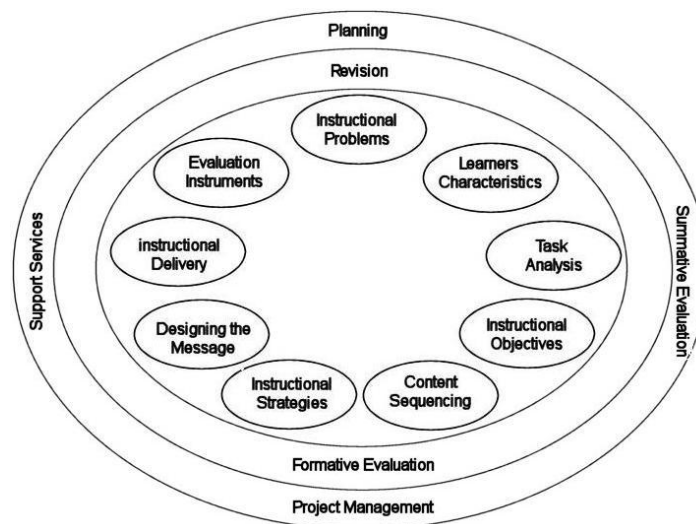 Planning
Revision
Instructional
Problems
Evaluation
Instruments
Learners
Characteristics
Support Services
instructional
Delivery
Task
Analysis
Summative Evaluation
Designing the
Message
Instructional
Objectives
Instructional
Strategies
Content
Sequencing
Formative Evaluation
Project Management